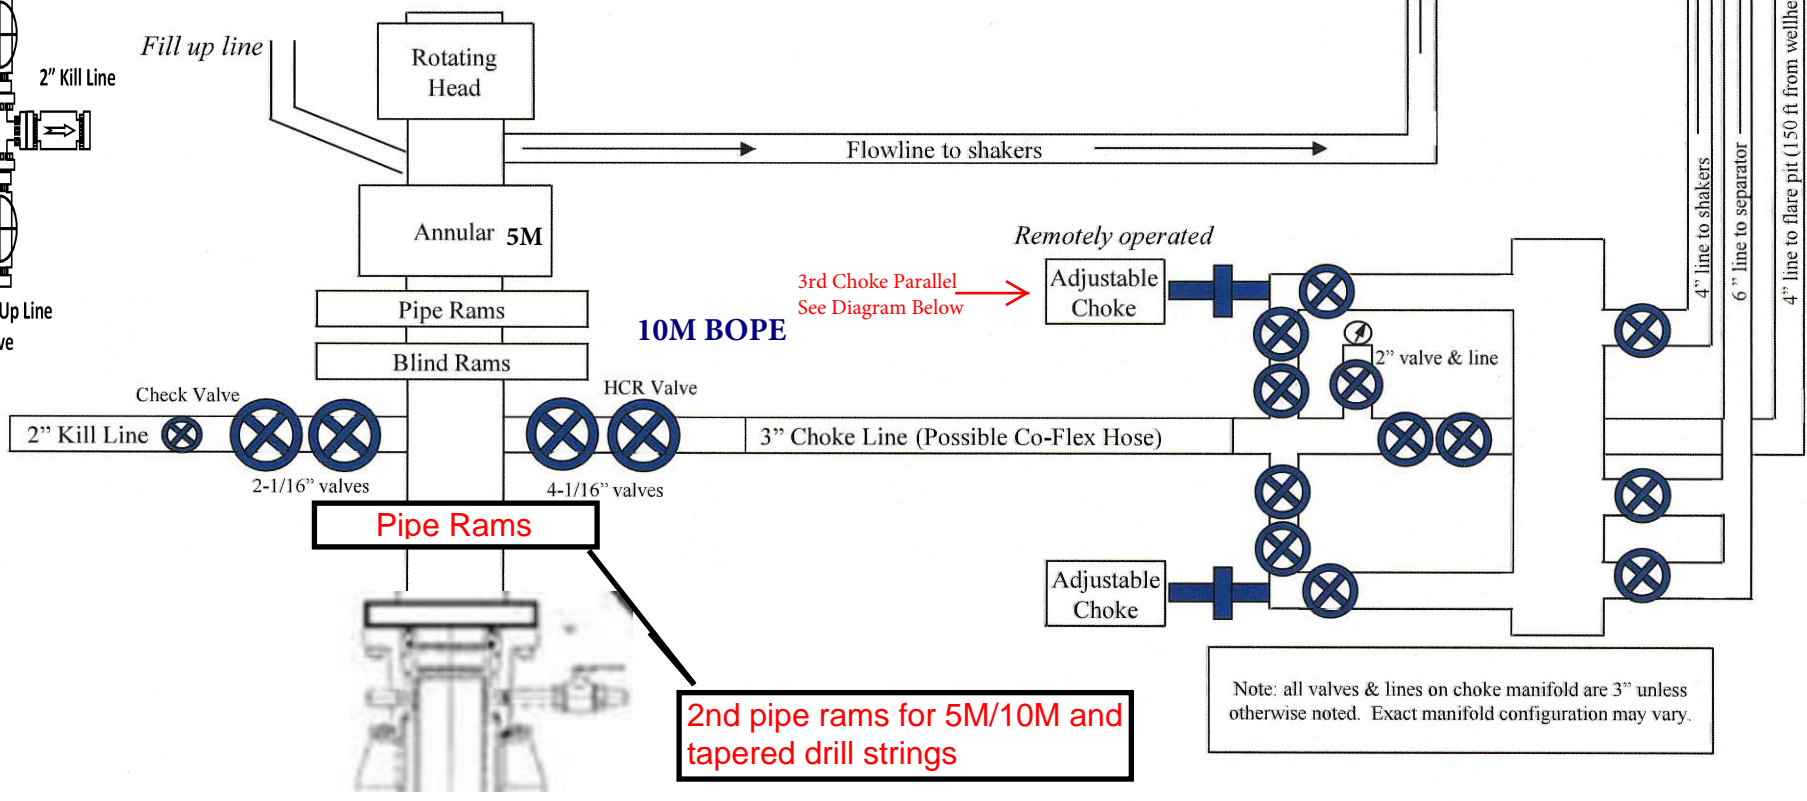 Fill up line
2” Kill Line
Up Line
ve
Rotating
Head
Flowline to shakers
Annular 5M
Pipe Rams
Blind Rams
10M BOPE
3rd Choke Parallel
See Diagram Below
Remotely operated
Adjustable
Choke
2” valve & line
4” line to shakers
6” line to separator
4” line to flare pit (150 ft from wellhe
Check Valve
HCR Valve
2” Kill Line
3” Choke Line (Possible Co-Flex Hose)
2-1/16” valves
4-1/16” valves
Pipe Rams
Adjustable
Choke
2nd pipe rams for 5M/10M and
tapered drill strings
Note: all valves & lines on choke manifold are 3” unless
otherwise noted.  Exact manifold configuration may vary.